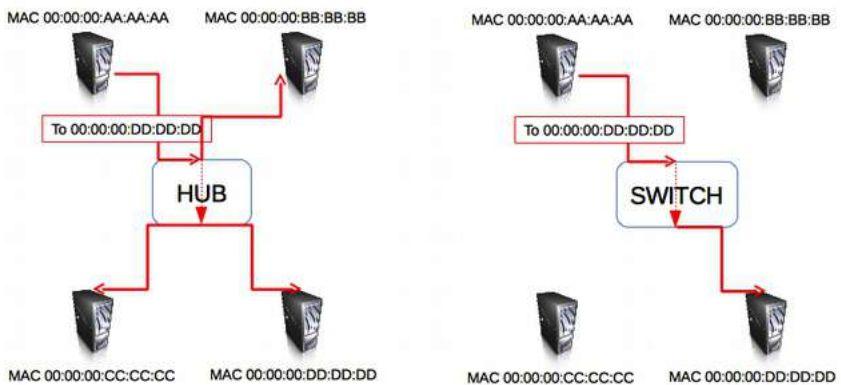 MAC 00:00:00:AA:AA:AA
MAC 00:00:00:BB:BB:BB
To 00:00:00:DD:DD:DD
HUB
MAC 00:00:00:CC:CC:CC
MAC 00:00:00:DD:DD:DD
MAC 00:00:00:AA:AA:AA
MAC 00:00:00:BB:BB:BB
To 00:00:00:DD:DD:DD
SWITCH
MAC 00:00:00:CC:CC:CC
MAC 00:00:00:DD:DD:DD